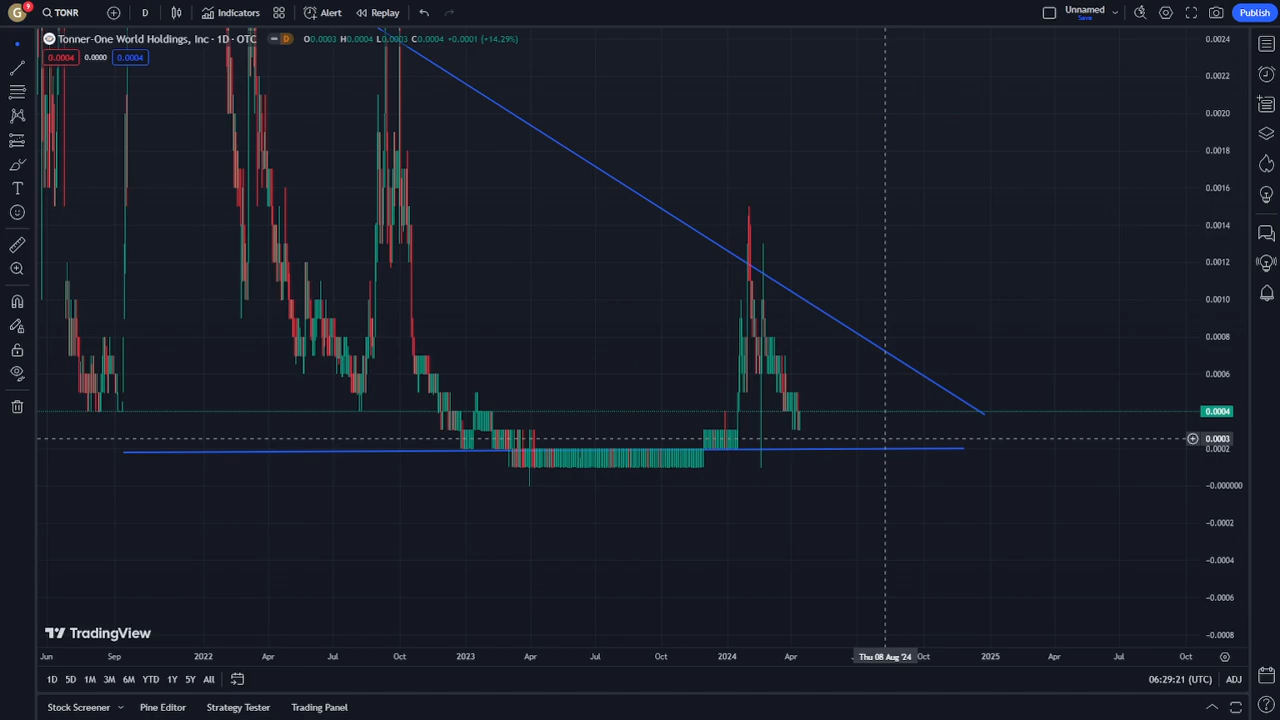 G 9 TONR D Indicators Alert Replay Unnamed Save Publish
Tonner-One World Holdings, Inc · 1D · OTC D O0.0003 H0.0004 L0.0003 C0.0004 +0.0001 (+14.29%)
0.0004 0.0000 0.0004
0.0024
0.0022
0.0020
0.0018
0.0016
0.0014
0.0012
0.0010
0.0008
0.0006
0.0004
0.0003
0.0002
−0.000000
−0.0002
−0.0004
−0.0006
−0.0008
TradingView
Jun Sep 2022 Apr Jul Oct 2023 Apr Jul Oct 2024 Apr Thu 08 Aug '24 Oct 2025 Apr Jul Oct
1D 5D 1M 3M 6M YTD 1Y 5Y All 06:29:21 (UTC) ADJ
Stock Screener Pine Editor Strategy Tester Trading Panel